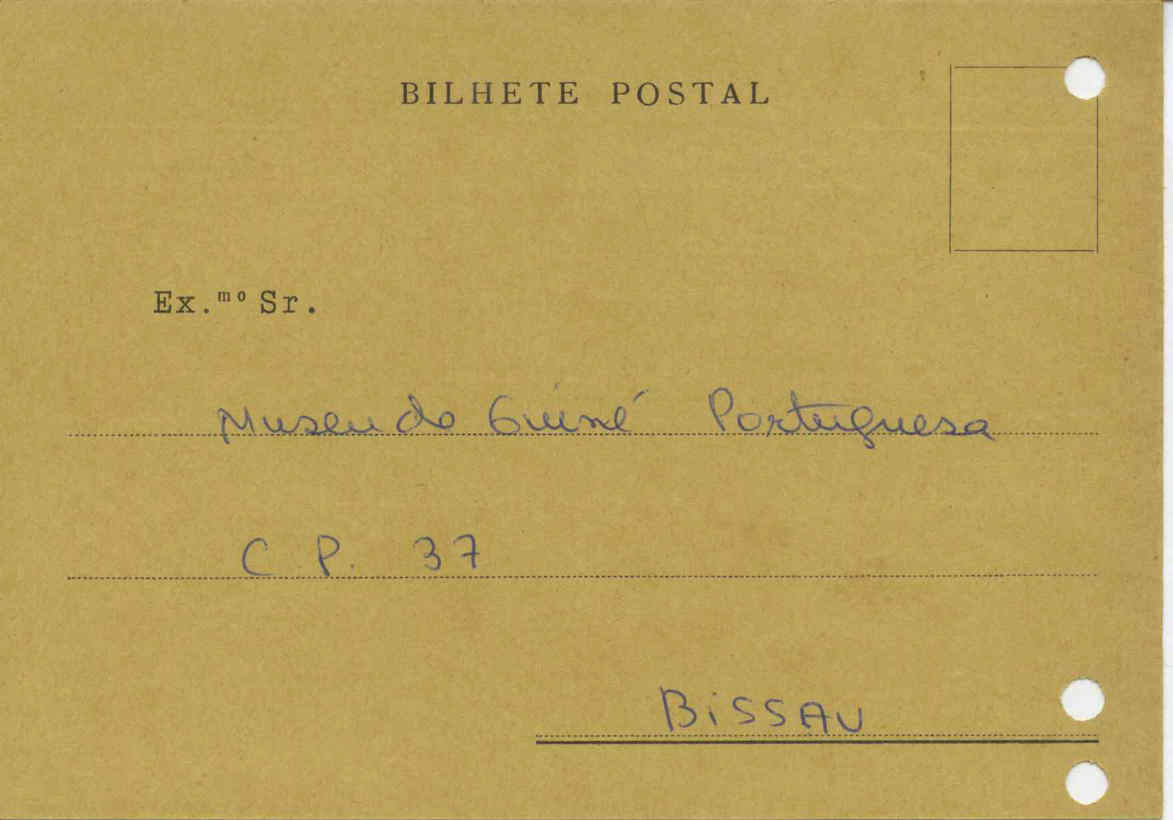 BILHETE POSTAL
Ex.ᵐᵒ Sr.
Museu da Guiné Portuguesa
C. P. 37
BISSAU